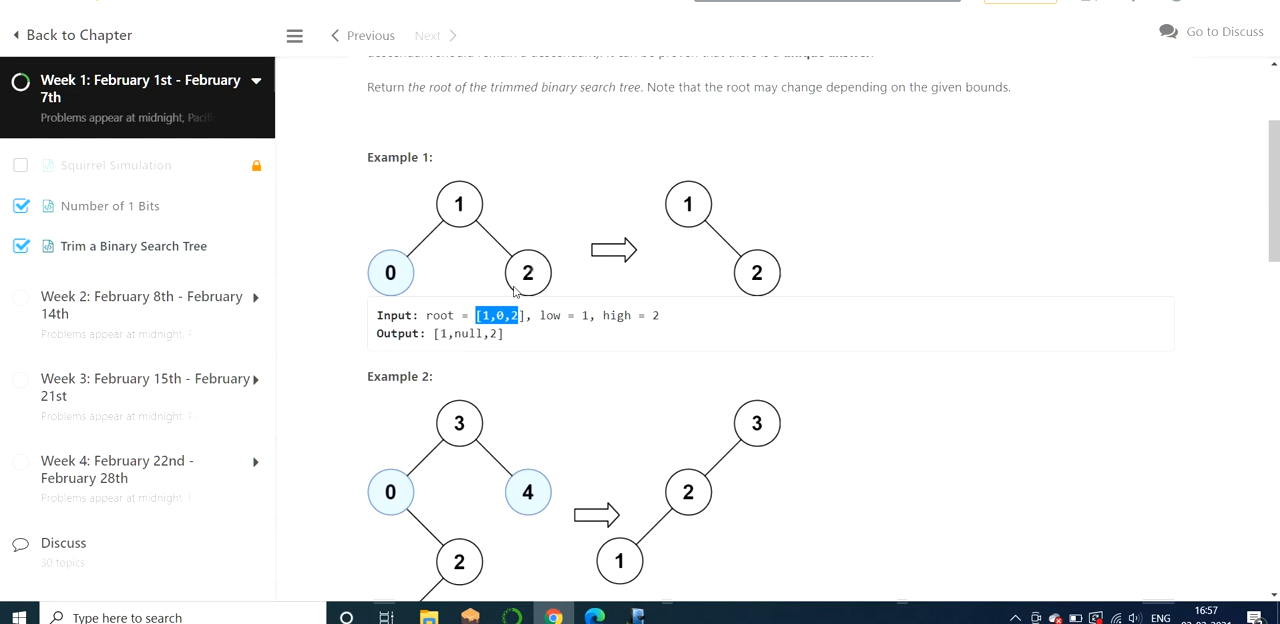 Back to Chapter
Previous
Next
Go to Discuss
Week 1: February 1st - February
7th
Problems appear at midnight, Pacifi
Squirrel Simulation
Number of 1 Bits
Trim a Binary Search Tree
Week 2: February 8th - February
14th
Problems appear at midnight.
Week 3: February 15th - February
21st
Problems appear at midnight.
Week 4: February 22nd -
February 28th
Problems appear at midnight.
Discuss
30 topics
Return the root of the trimmed binary search tree. Note that the root may change depending on the given bounds.
Example 1:
1
1
0
2
2
Input: root = [1,0,2], low = 1, high = 2
Output: [1,null,2]
Example 2:
3
3
0
4
2
2
1
Type here to search
ENG
16:57